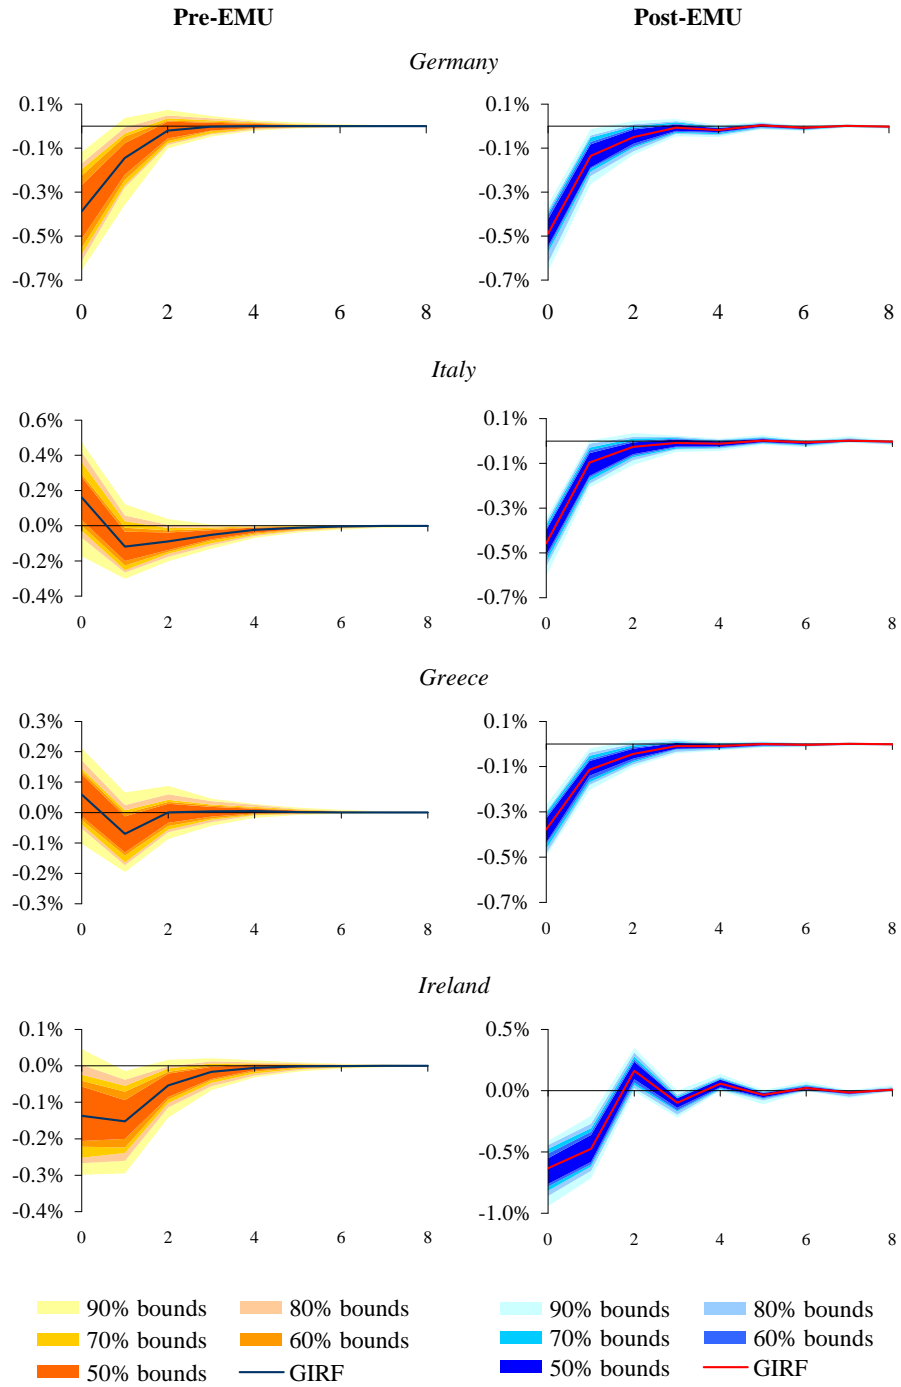 Pre-EMU Post-EMU
Germany
0.1% 0.1%
-0.1% -0.1%
-0.3% -0.3%
-0.5% -0.5%
-0.7% -0.7%
0 2 4 6 8 0 2 4 6 8
Italy
0.6% 0.1%
0.4%
0.2% -0.1%
0.0% -0.3%
-0.2% -0.5%
-0.4% -0.7%
0 2 4 6 8 0 2 4 6 8
Greece
0.3% 0.1%
0.2%
0.1% -0.1%
0.0% -0.3%
-0.1%
-0.2% -0.5%
-0.3% -0.7%
0 2 4 6 8 0 2 4 6 8
Ireland
0.1% 0.5%
0.0%
-0.1% 0.0%
-0.2%
-0.3% -0.5%
-0.4% -1.0%
0 2 4 6 8 0 2 4 6 8
90% bounds 80% bounds 90% bounds 80% bounds
70% bounds 60% bounds 70% bounds 60% bounds
50% bounds GIRF 50% bounds GIRF